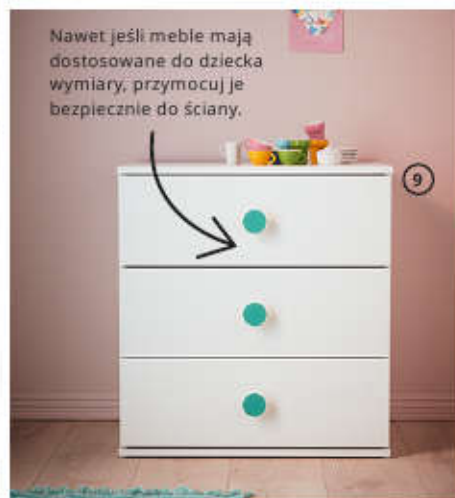 Nawet jeśli meble mają
dostosowane do dziecka
wymiary, przymocuj je
bezpiecznie do ściany.
9